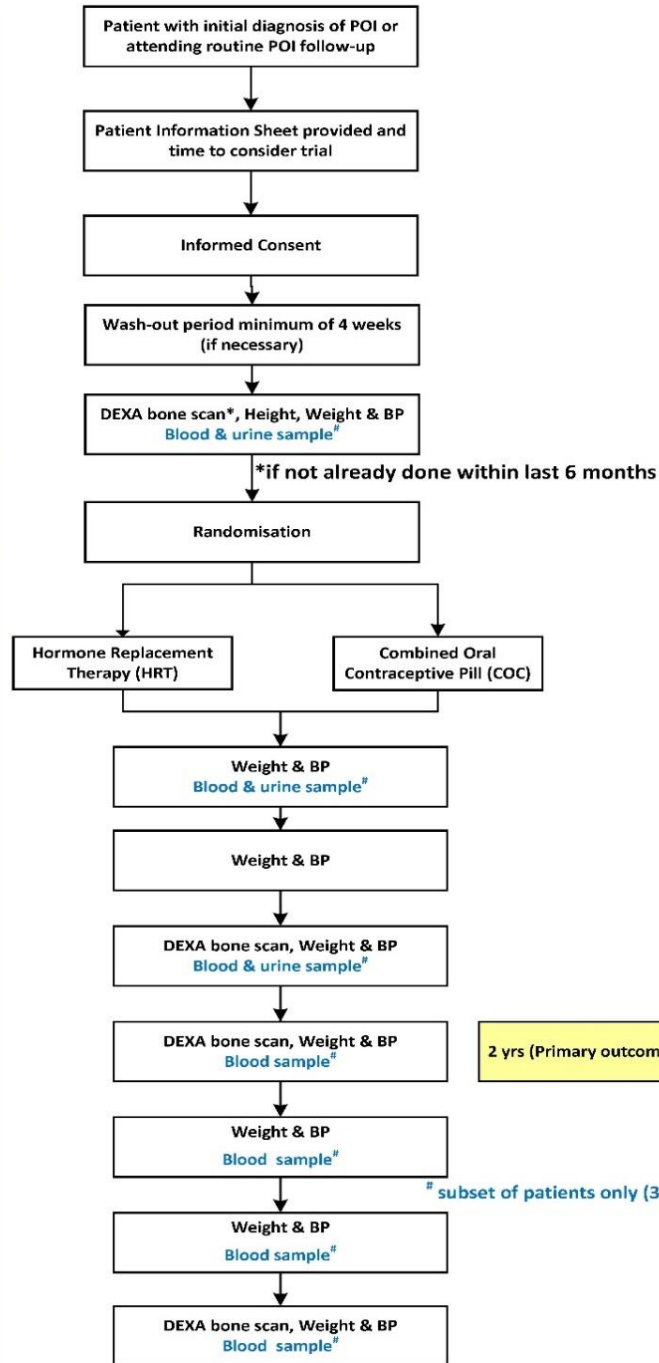 Patient with initial diagnosis of POI or
attending routine POI follow-up
Patient Information Sheet provided and
time to consider trial
Informed Consent
Wash-out period minimum of 4 weeks
(if necessary)
DEXA bone scan*, Height, Weight & BP
Blood & urine sample#
*if not already done within last 6 months
Randomisation
Hormone Replacement
Therapy (HRT)
Combined Oral
Contraceptive Pill (COC)
Weight & BP
Blood & urine sample#
Weight & BP
DEXA bone scan, Weight & BP
Blood & urine sample#
DEXA bone scan, Weight & BP
Blood sample#
2 yrs (Primary
Weight & BP
Blood sample#
# subset of patients only
Weight & BP
Blood sample#
DEXA bone scan, Weight & BP
Blood sample#